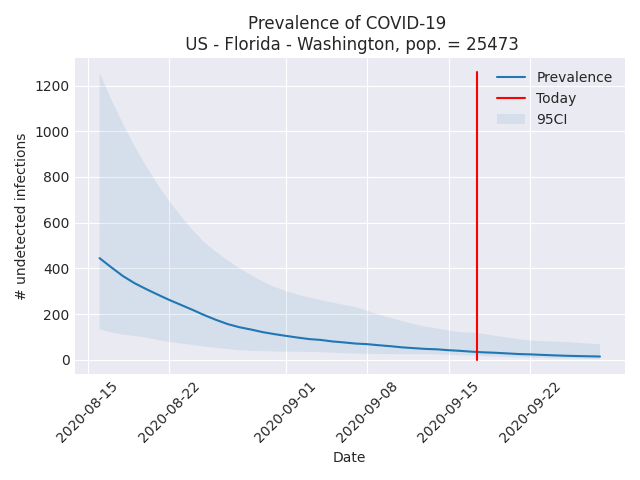 Prevalence of COVID-19
US - Florida - Washington, pop. = 25473
Prevalence
Today
95CI
# undetected infections
1200
1000
800
600
400
200
0
2020-08-15
2020-08-22
2020-09-01
2020-09-08
2020-09-15
2020-09-22
Date